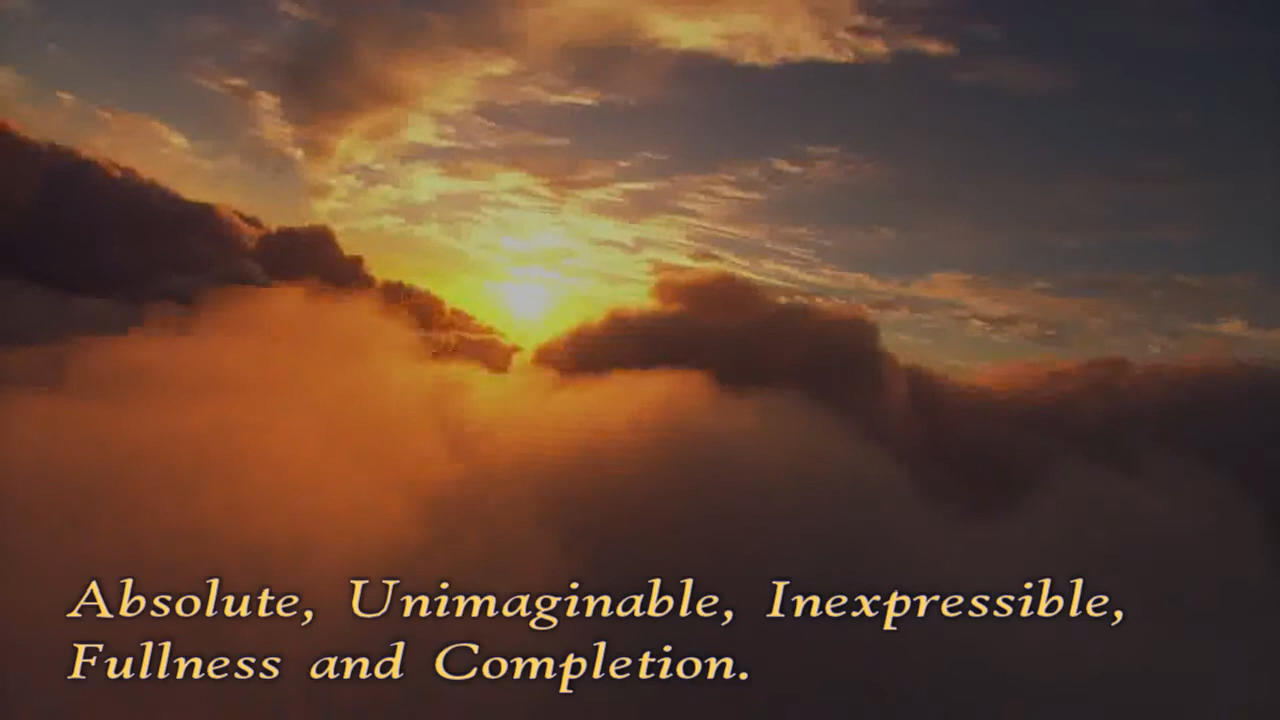 Absolute, Unimaginable, Inexpressible,
Fullness and Completion.